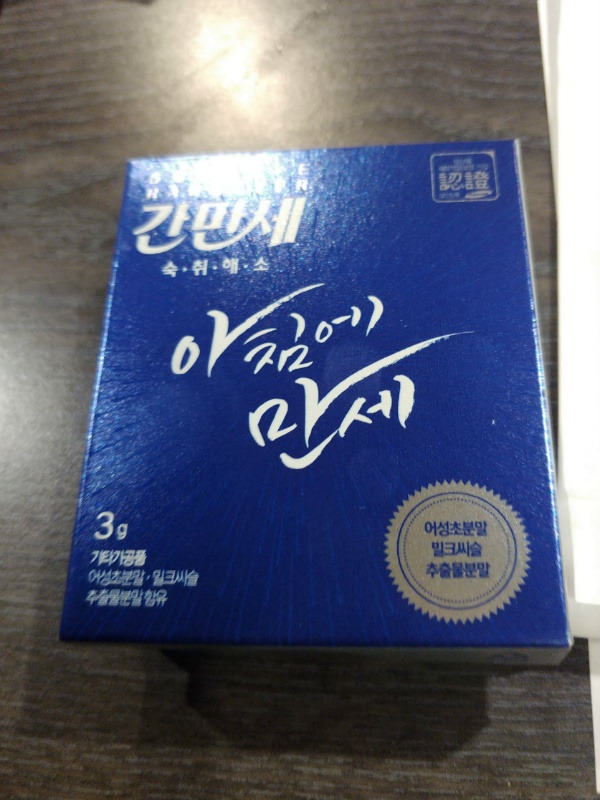 간만세
숙·취·해·소
認證
아침에
만세
3g
기타가공품
어성초분말·밀크씨슬
추출물분말 함유
어성초분말
밀크씨슬
추출물분말